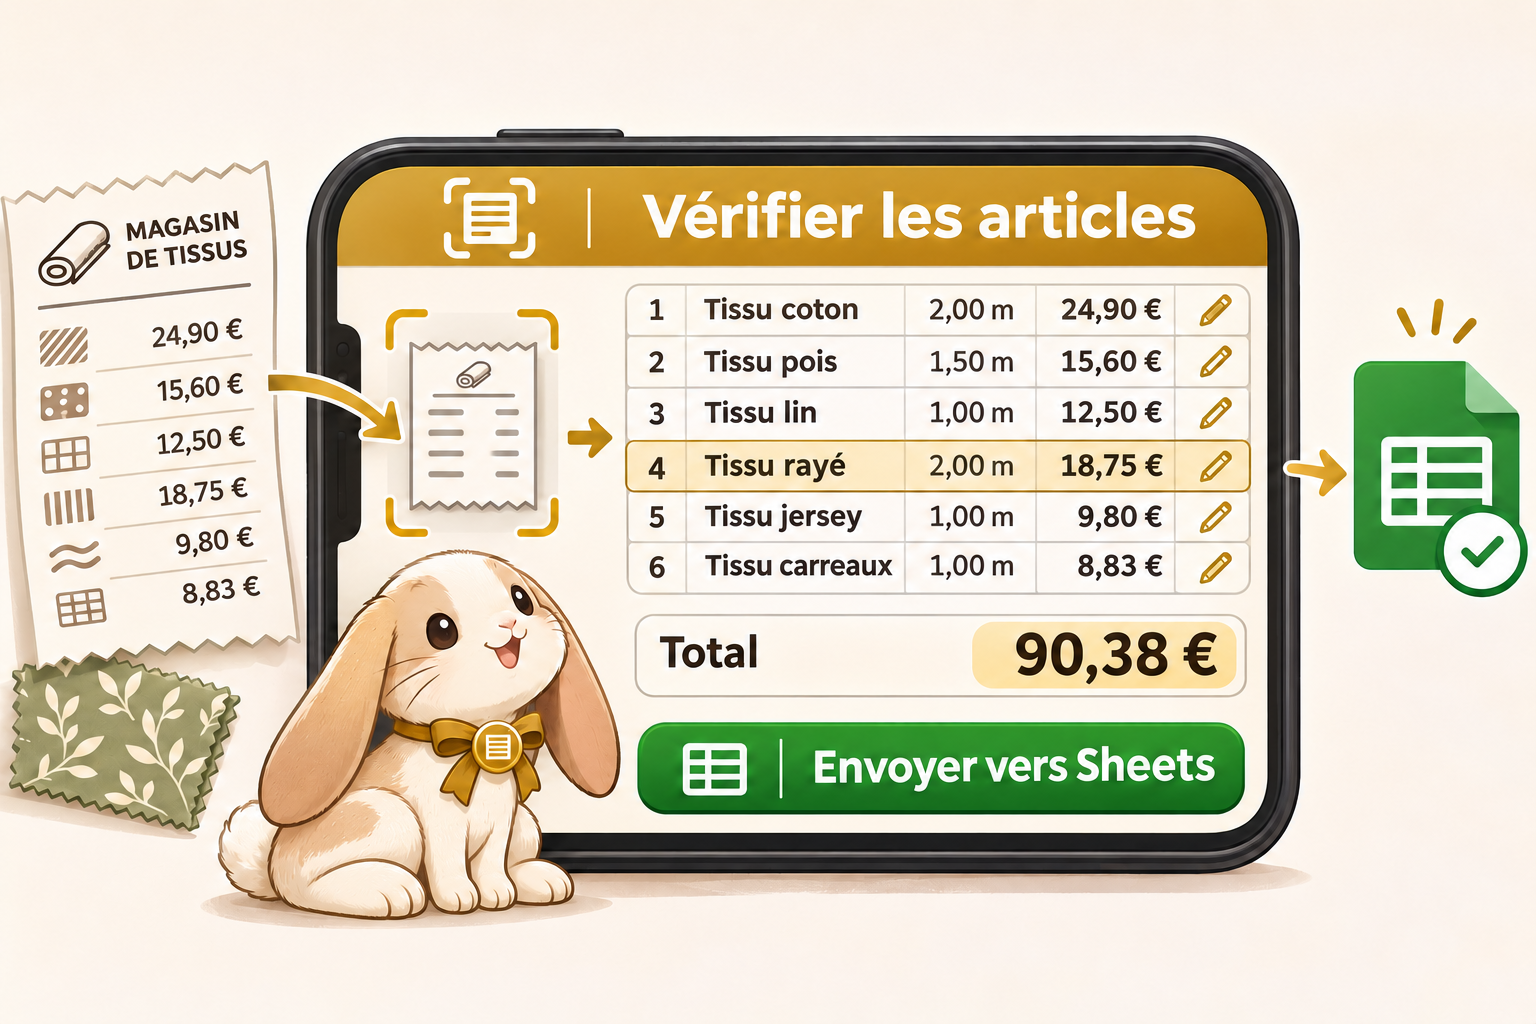 MAGASIN
DE TISSUS
24,90 €
15,60 €
12,50 €
18,75 €
9,80 €
8,83 €
Vérifier les articles
1 Tissu coton 2,00 m 24,90 €
2 Tissu pois 1,50 m 15,60 €
3 Tissu lin 1,00 m 12,50 €
4 Tissu rayé 2,00 m 18,75 €
5 Tissu jersey 1,00 m 9,80 €
6 Tissu carreaux 1,00 m 8,83 €
Total 90,38 €
Envoyer vers Sheets